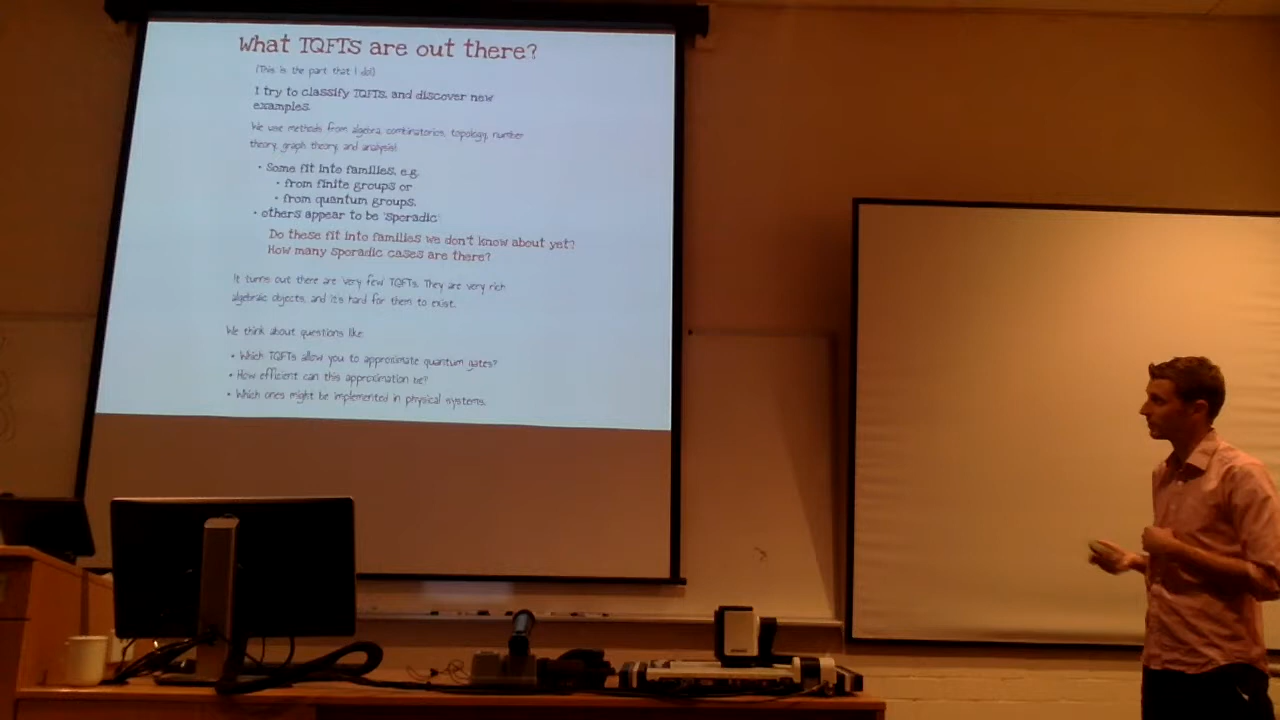 What TQFTs are out there?
(This is the part that I do!)
I try to classify TQFTs, and discover new
examples.
We use methods from algebra, combinatorics, topology, number
theory, graph theory, and analysis!
• Some fit into families, e.g.
• from finite groups or
• from quantum groups,
• others appear to be 'sporadic'
Do these fit into families we don't know about yet?
How many sporadic cases are there?
It turns out there are very few TQFTs. They are very rich
algebraic objects, and it's hard for them to exist.
We think about questions like:
• Which TQFTs allow you to approximate quantum gates?
• How efficient can this approximation be?
• Which ones might be implemented in physical systems.